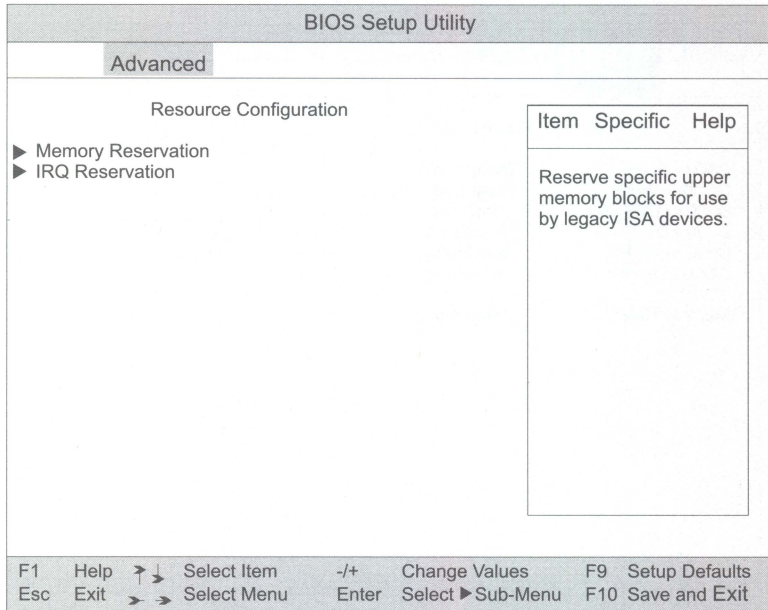 BIOS Setup Utility
Advanced
Resource Configuration
▶ Memory Reservation
▶ IRQ Reservation
Item Specific Help
Reserve specific upper
memory blocks for use
by legacy ISA devices.
F1 Help Select Item -/+ Change Values F9 Setup Defaults
Esc Exit Select Menu Enter Select ▶ Sub-Menu F10 Save and Exit